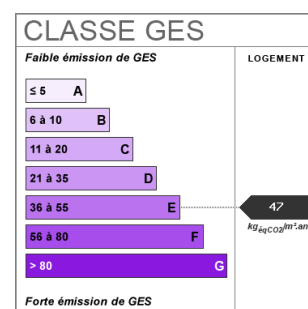 CLASSE GES
Faible émission de GES
LOGEMENT
≤ 5 A
6 à 10 B
11 à 20 C
21 à 35 D
36 à 55 E
47
kgéqCO2/m².an
56 à 80 F
> 80 G
Forte émission de GES